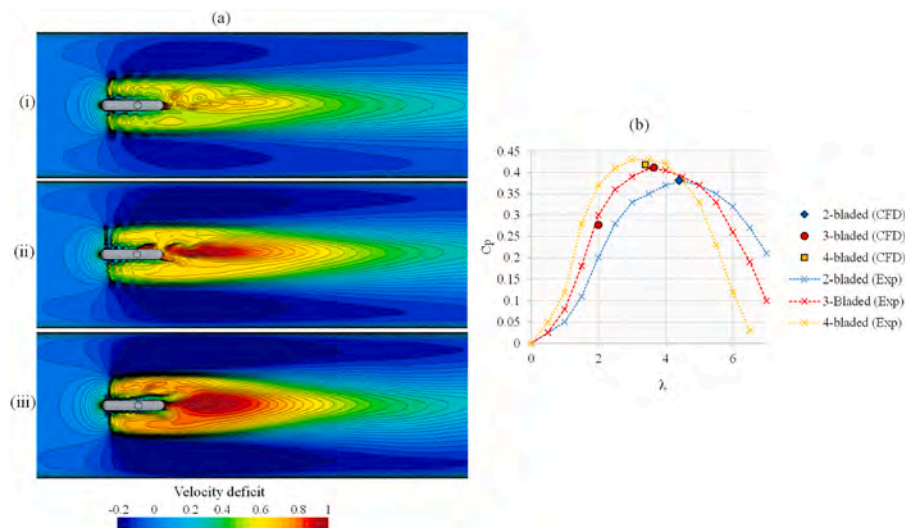 (a)
(i)
(ii)
(iii)
Velocity deficit
-0.2 0 0.2 0.4 0.6 0.8 1
(b)
0.45
0.4
0.35
0.3
0.25
0.2
0.15
0.1
0.05
0
Cp
0 2 4 6
λ
2-bladed (CFD)
3-bladed (CFD)
4-bladed (CFD)
2-bladed (Exp)
3-Bladed (Exp)
4-bladed (Exp)